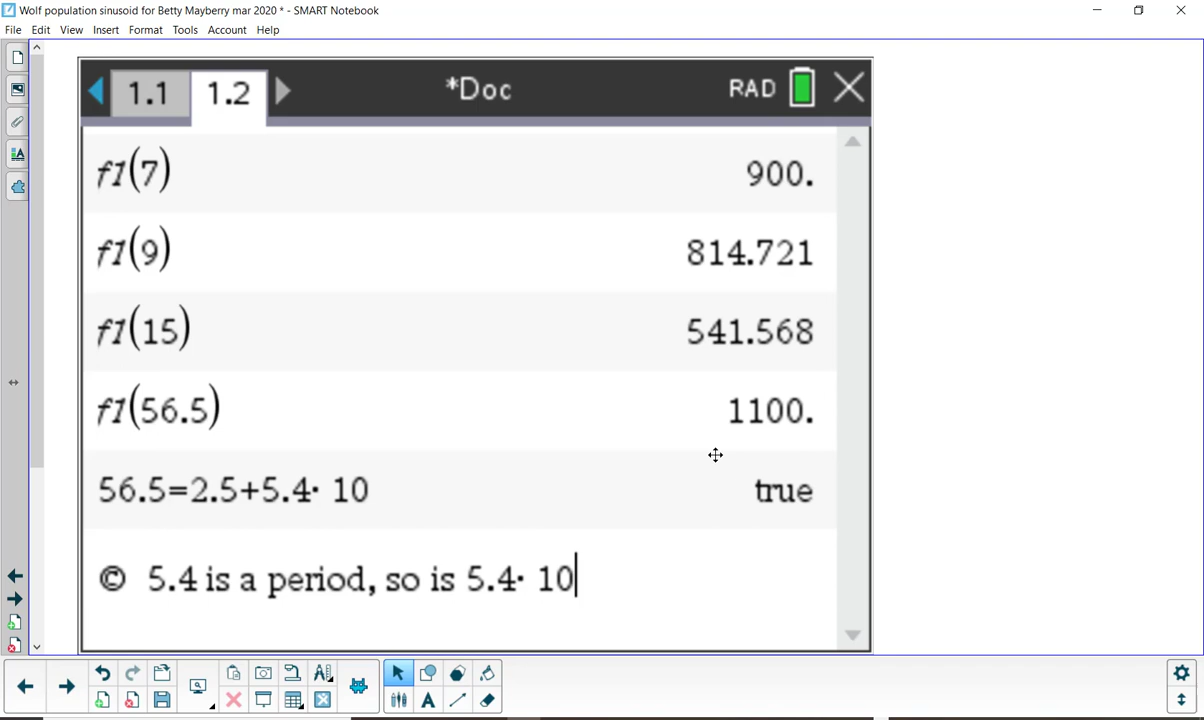 Wolf population sinusoid for Betty Mayberry mar 2020 * - SMART Notebook
File Edit View Insert Format Tools Account Help
1.1 1.2 *Doc RAD
f1(7) 900.
f1(9) 814.721
f1(15) 541.568
f1(56.5) 1100.
56.5=2.5+5.4· 10 true
© 5.4 is a period, so is 5.4· 10